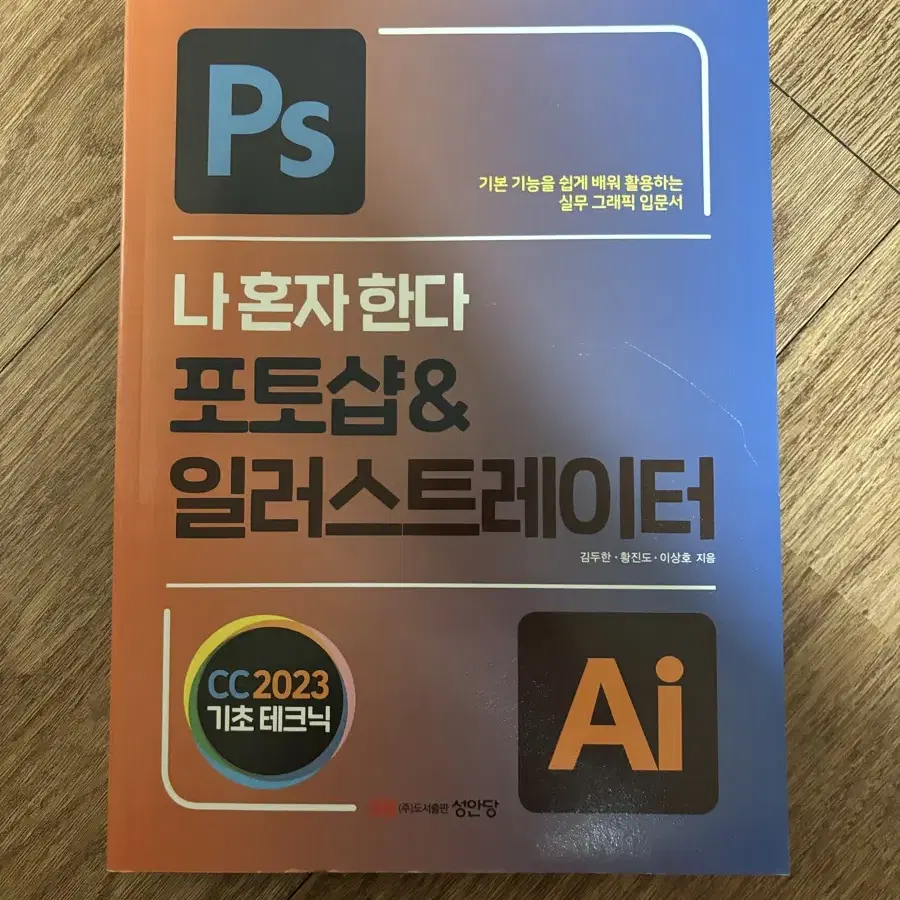 Ps
기본 기능을 쉽게 배워 활용하는
실무 그래픽 입문서
나 혼자 한다
포토샵&
일러스트레이터
김두한·황진도·이상호 지음
CC 2023
기초 테크닉
Ai
(주)도서출판 성안당